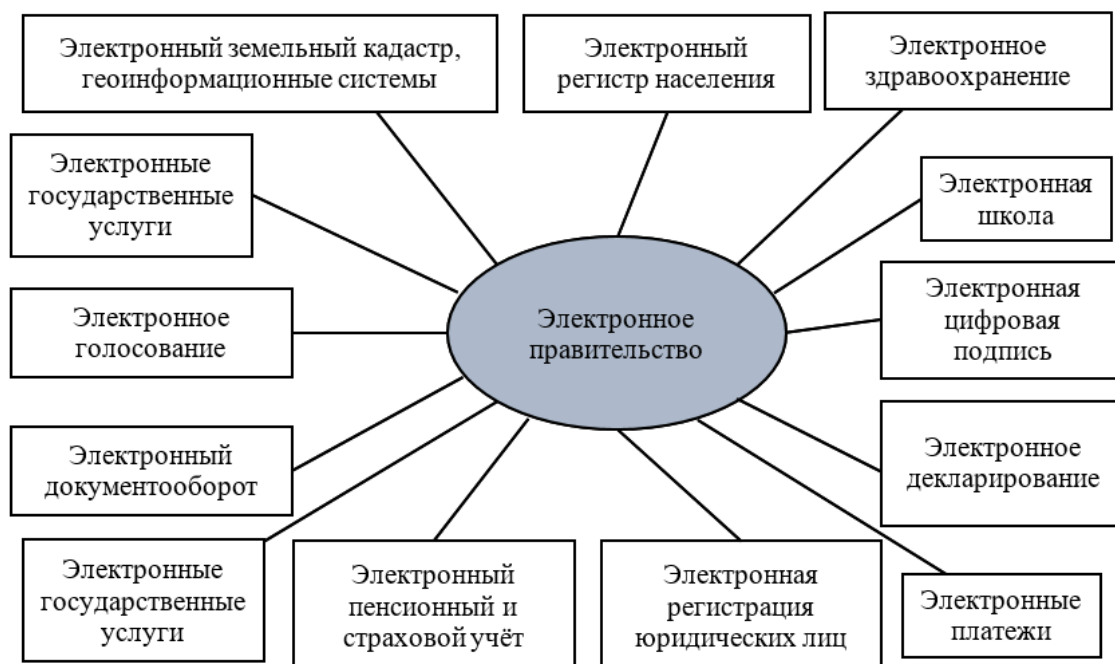 Электронный земельный кадастр,
геоинформационные системы
Электронный
регистр населения
Электронное
здравоохранение
Электронные
государственные
услуги
Электронная
школа
Электронное
голосование
Электронное
правительство
Электронная
цифровая
подпись
Электронный
документооборот
Электронное
декларирование
Электронные
государственные
услуги
Электронный
пенсионный и
страховой учёт
Электронная
регистрация
юридических лиц
Электронные
платежи